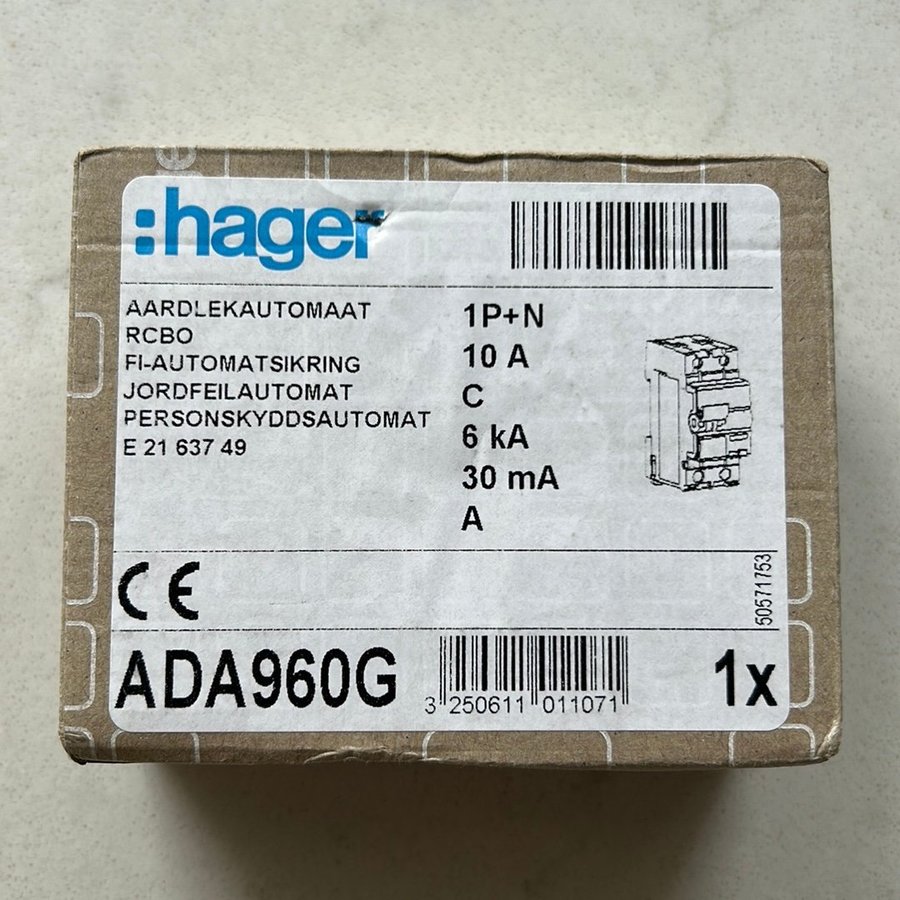 :hager
AARDLEKAUTOMAAT
RCBO
FI-AUTOMATSIKRING
JORDFEILAUTOMAT
PERSONSKYDDSAUTOMAT
E 21 637 49
1P+N
10 A
C
6 kA
30 mA
A
50571753
CE
ADA960G
3 250611 011071
1x